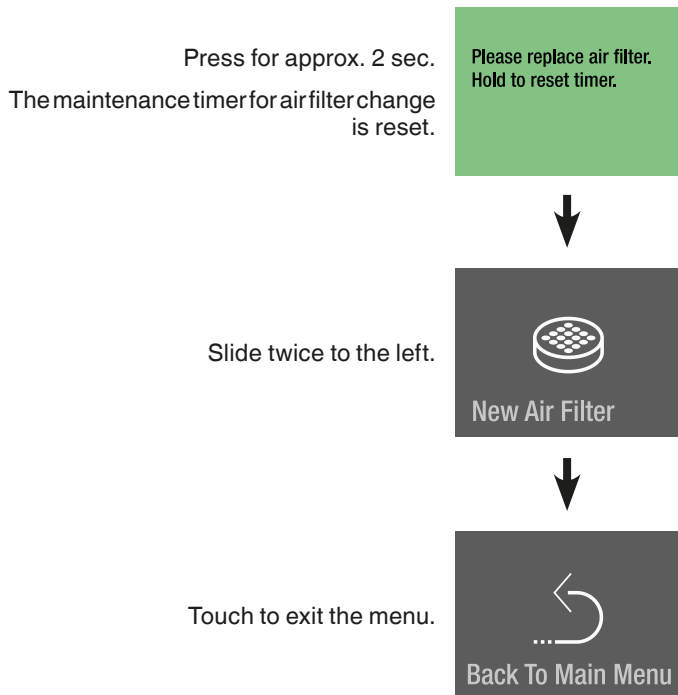 Press for approx. 2 sec.
The maintenance timer for air filter change
is reset.
Please replace air filter.
Hold to reset timer.
Slide twice to the left.
New Air Filter
Touch to exit the menu.
Back To Main Menu